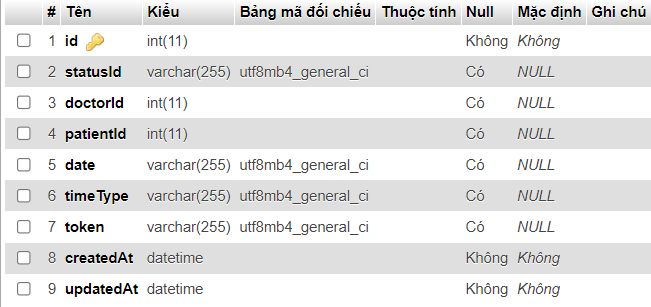 # Tên Kiểu Bảng mã đối chiếu Thuộc tính Null Mặc định Ghi chú
1 id int(11) Không Không
2 statusId varchar(255) utf8mb4_general_ci Có NULL
3 doctorId int(11) Có NULL
4 patientId int(11) Có NULL
5 date varchar(255) utf8mb4_general_ci Có NULL
6 timeType varchar(255) utf8mb4_general_ci Có NULL
7 token varchar(255) utf8mb4_general_ci Có NULL
8 createdAt datetime Không Không
9 updatedAt datetime Không Không